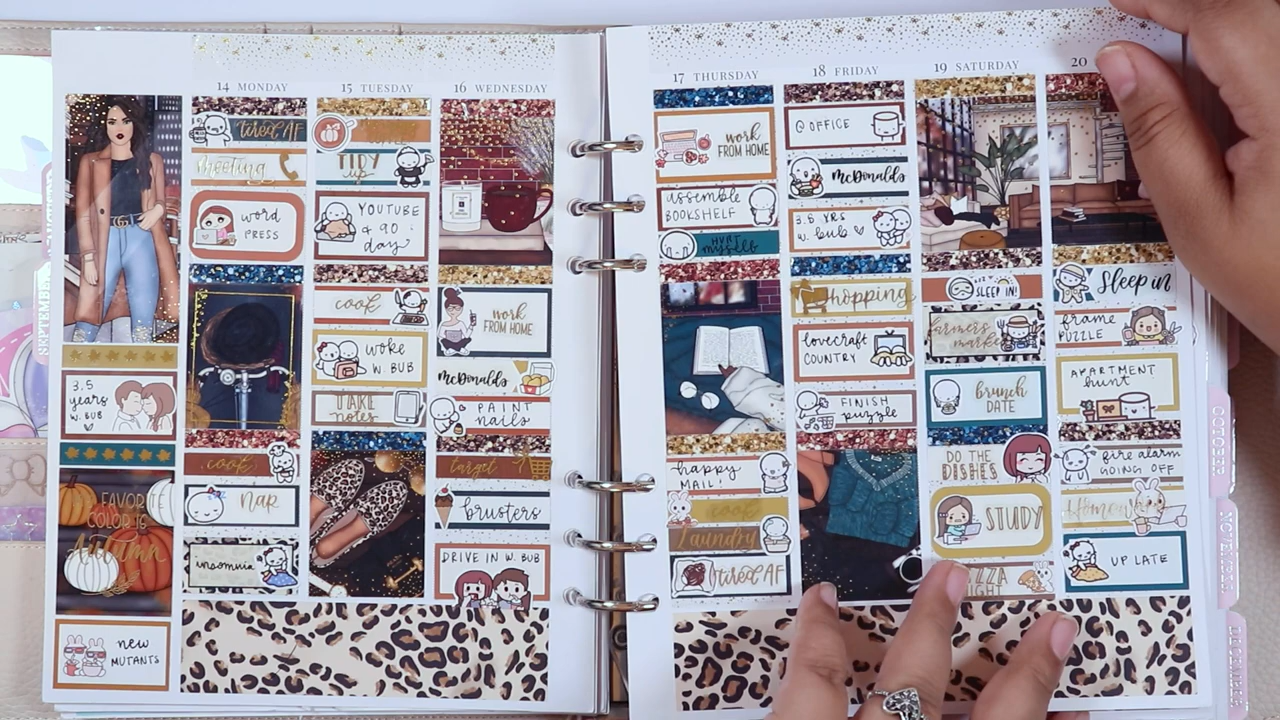 14 MONDAY
15 TUESDAY
16 WEDNESDAY
17 THURSDAY
18 FRIDAY
19 SATURDAY
20
SEPTEMBER
3.5
years
W. BUB
FAVORITE
COLOR IS
Autumn
new
MUTANTS
tired AF
meeting
word
PRESS
cook
Nap
insomnia
TIDY
up
YOUTUBE
& 90
day
cook
woke
W. BUB
TAKE
notes
work
FROM HOME
McDonalds
PAINT
nails
target
brusters
DRIVE IN W. BUB
work
FROM HOME
assemble
BOOKSHELF
HURT
myself
happy
MAIL!
cook
Laundry
tired AF
@ OFFICE
McDonalds
3.5 YRS
w. bub
shopping
lovecraft
COUNTRY
FINISH
puzzle
SLEEP IN!
farmers
market
brunch
DATE
DO THE
DISHES
STUDY
PIZZA
NIGHT
Sleep in
frame
PUZZLE
APARTMENT
hunt
fire alarm
GOING OFF
UP LATE
OCTOBER
NOVEMBER
DECEMBER